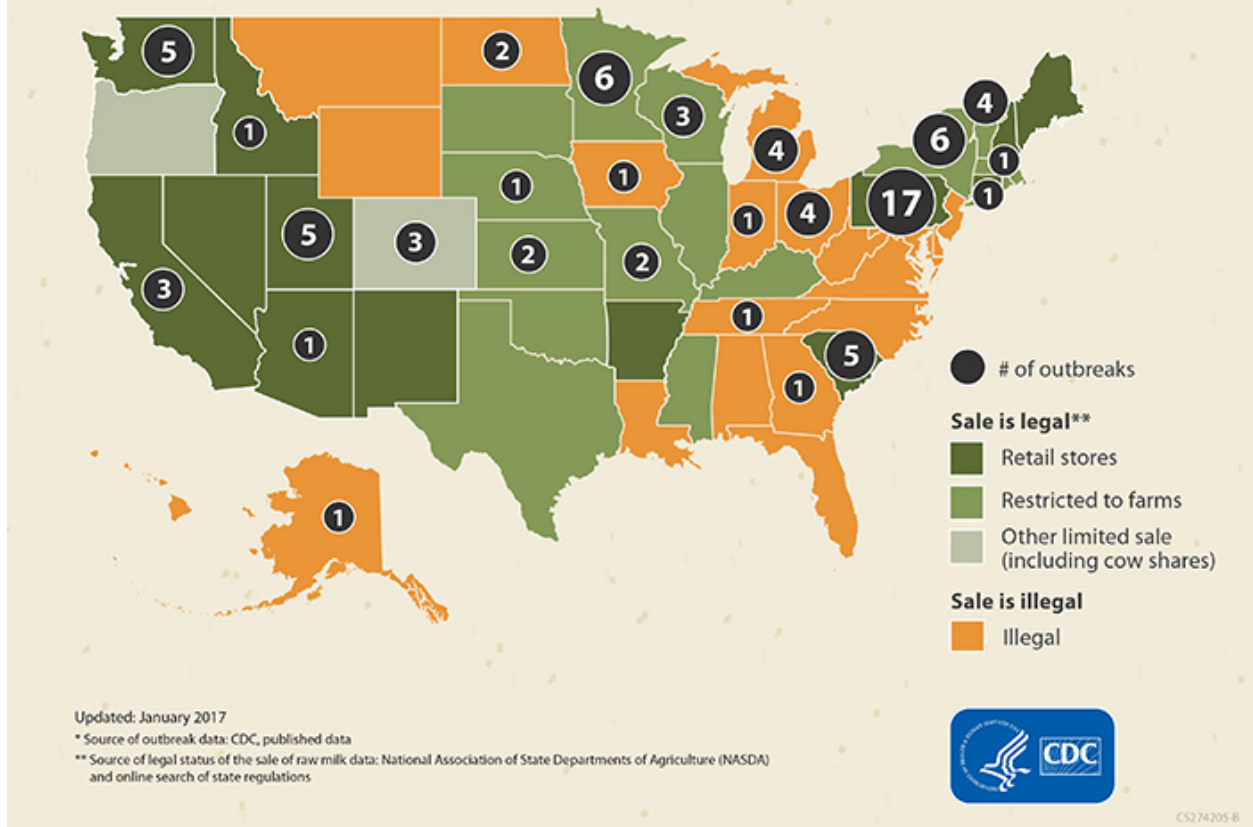 5
2
6
4
1
3
6
4
1
1
1
1
17
1
4
5
3
2
2
3
1
1
5
1
1
# of outbreaks
Sale is legal**
Retail stores
Restricted to farms
Other limited sale
(including cow shares)
Sale is illegal
Illegal
Updated: January 2017
* Source of outbreak data: CDC, published data
** Source of legal status of the sale of raw milk data: National Association of State Departments of Agriculture (NASDA)
and online search of state regulations
CDC
CS274205-B